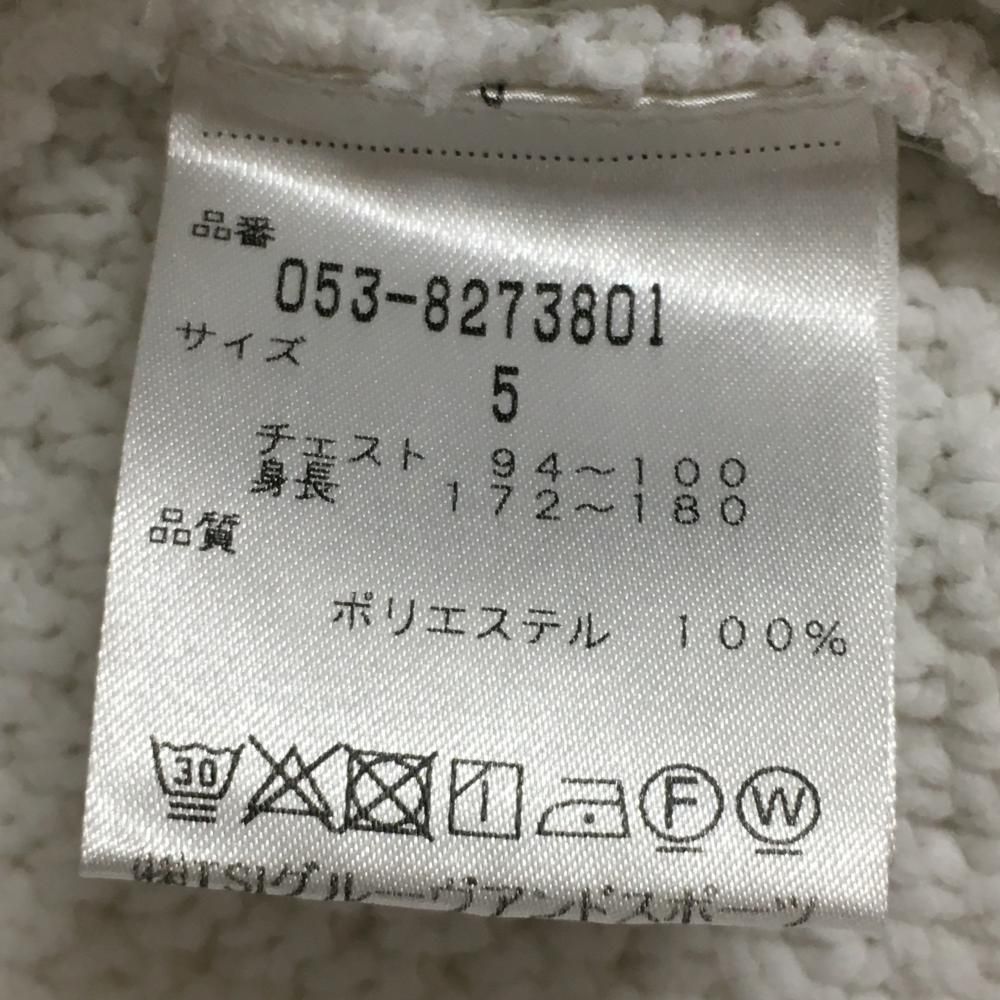 品番
053-8273801
サイズ
5
チェスト 94~100
身長 172~180
品質
ポリエステル 100%
30 F W
㈱TSIグルーヴアンドスポーツ